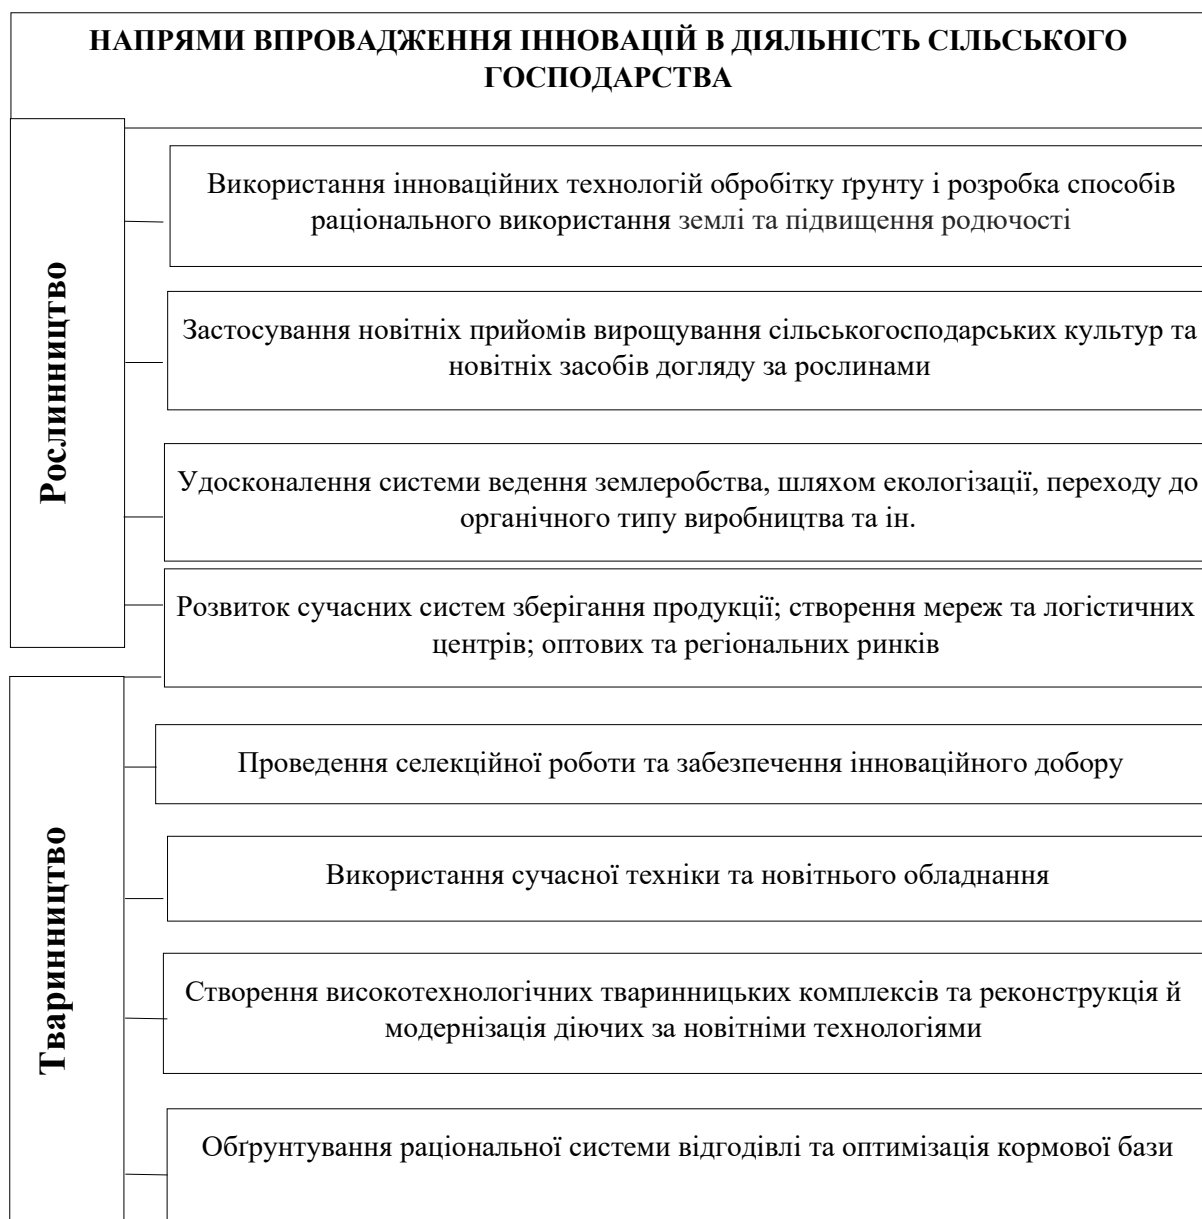 НАПРЯМИ ВПРОВАДЖЕННЯ ІННОВАЦІЙ В ДІЯЛЬНІСТЬ СІЛЬСЬКОГО
ГОСПОДАРСТВА
Рослинництво
Використання інноваційних технологій обробітку ґрунту і розробка способів
раціонального використання землі та підвищення родючості
Застосування новітніх прийомів вирощування сільськогосподарських культур та
новітніх засобів догляду за рослинами
Удосконалення системи ведення землеробства, шляхом екологізації, переходу до
органічного типу виробництва та ін.
Розвиток сучасних систем зберігання продукції; створення мереж та логістичних
центрів; оптових та регіональних ринків
Тваринництво
Проведення селекційної роботи та забезпечення інноваційного добору
Використання сучасної техніки та новітнього обладнання
Створення високотехнологічних тваринницьких комплексів та реконструкція й
модернізація діючих за новітніми технологіями
Обґрунтування раціональної системи відгодівлі та оптимізація кормової бази